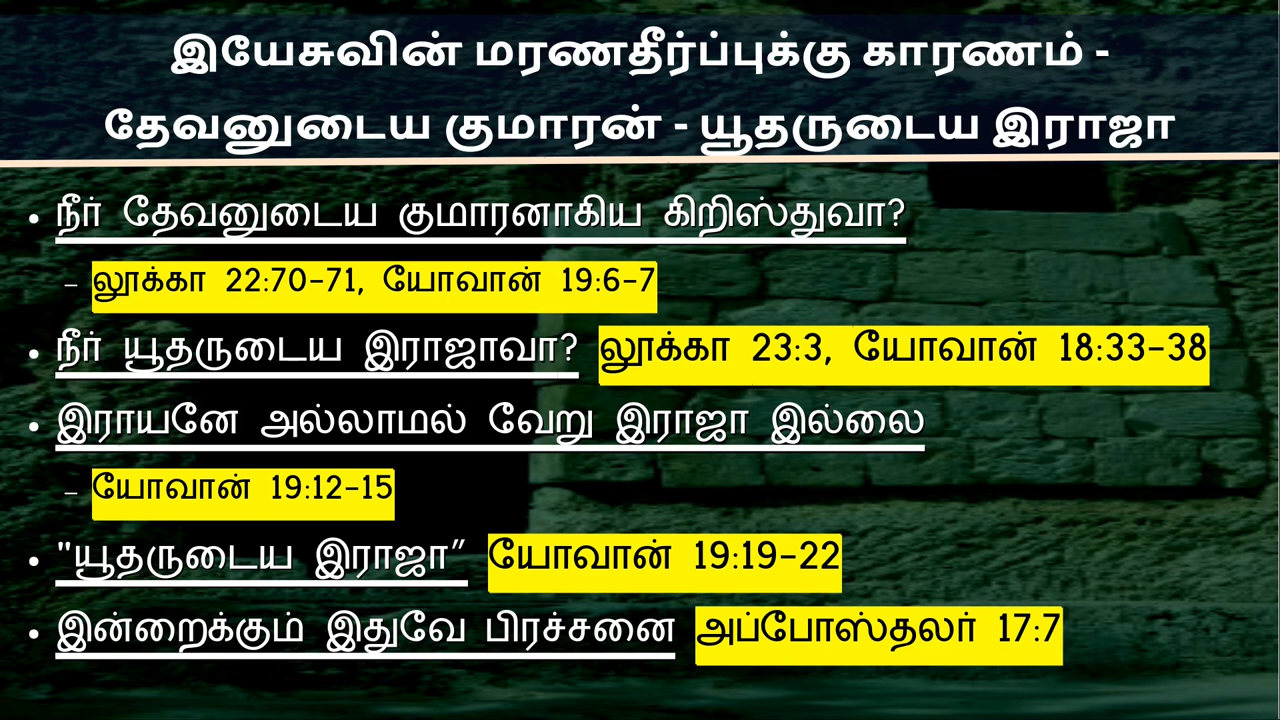 இயேசுவின் மரணதீர்ப்புக்கு காரணம் -
தேவனுடைய குமாரன் - யூதருடைய இராஜா
• நீர் தேவனுடைய குமாரனாகிய கிறிஸ்துவா?
– லூக்கா 22:70-71, யோவான் 19:6-7
• நீர் யூதருடைய இராஜாவா? லூக்கா 23:3, யோவான் 18:33-38
• இராயனே அல்லாமல் வேறு இராஜா இல்லை
– யோவான் 19:12-15
• "யூதருடைய இராஜா” யோவான் 19:19-22
• இன்றைக்கும் இதுவே பிரச்சனை அப்போஸ்தலர் 17:7